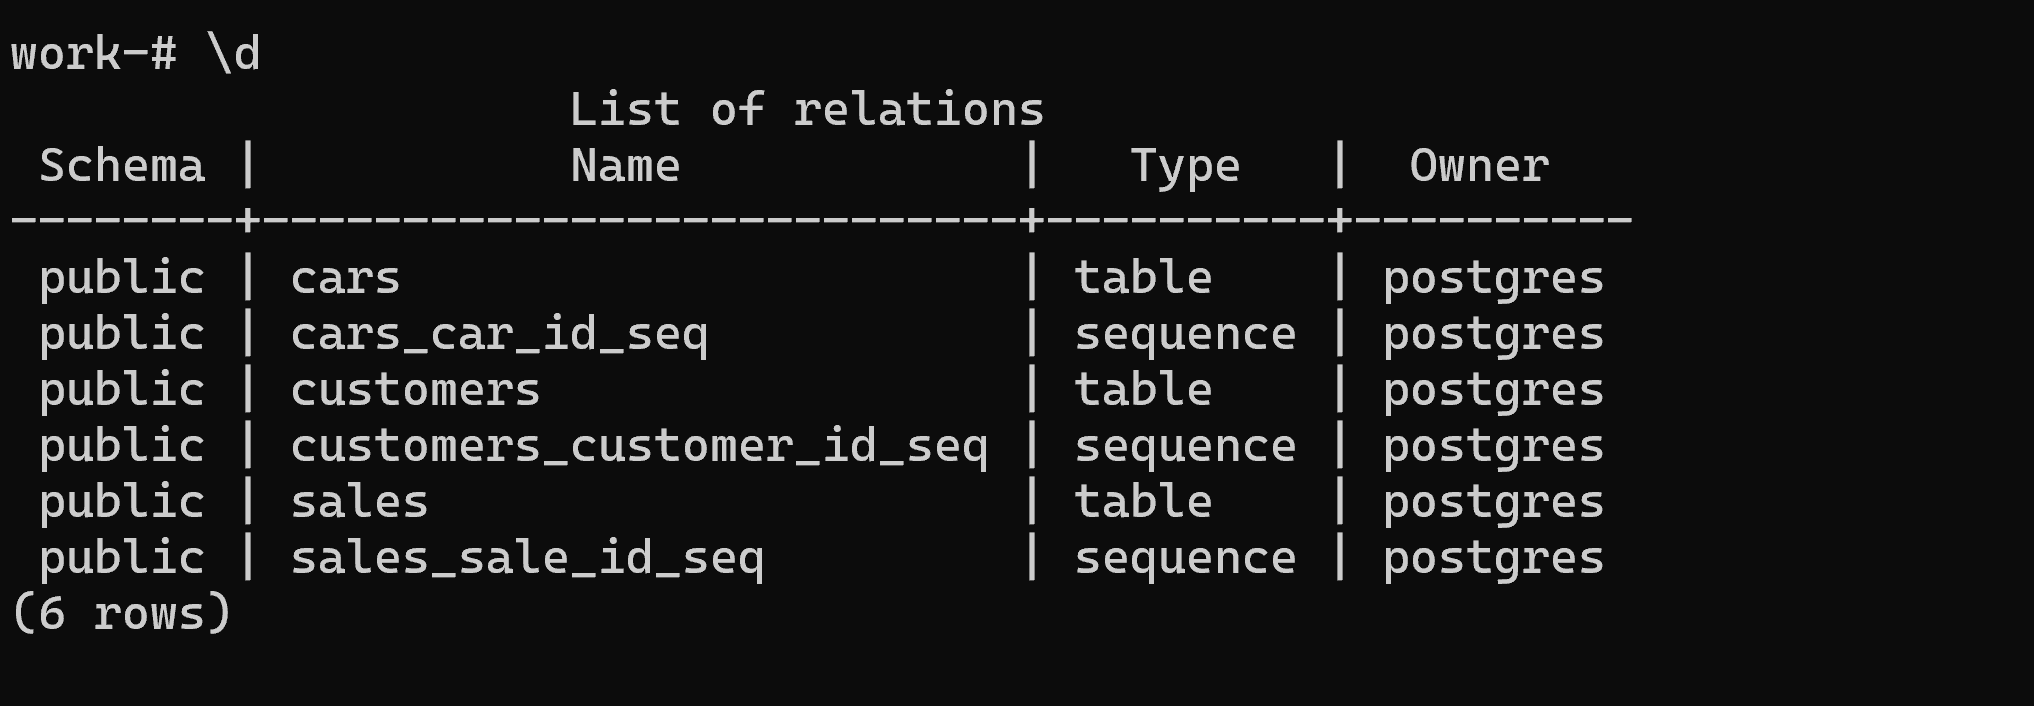 work-# \d
                    List of relations
 Schema |           Name            |   Type   |  Owner
--------+---------------------------+----------+----------
 public | cars                      | table    | postgres
 public | cars_car_id_seq           | sequence | postgres
 public | customers                 | table    | postgres
 public | customers_customer_id_seq | sequence | postgres
 public | sales                     | table    | postgres
 public | sales_sale_id_seq         | sequence | postgres
(6 rows)